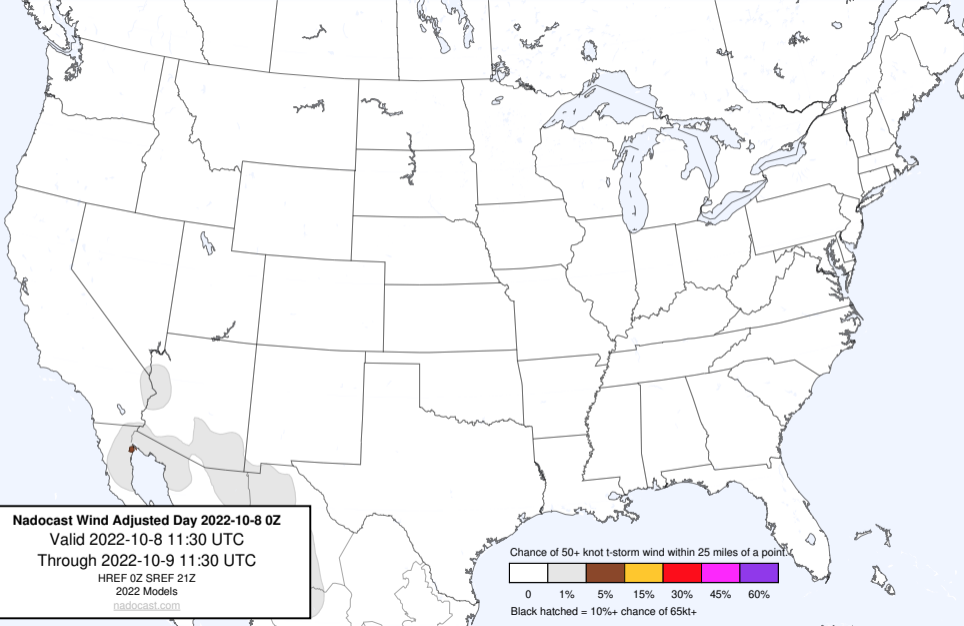 Nadocast Wind Adjusted Day 2022-10-8 0Z
Valid 2022-10-8 11:30 UTC
Through 2022-10-9 11:30 UTC
HREF 0Z SREF 21Z
2022 Models
nadocast.com
Chance of 50+ knot t-storm wind within 25 miles of a point.
0 1% 5% 15% 30% 45% 60%
Black hatched = 10%+ chance of 65kt+